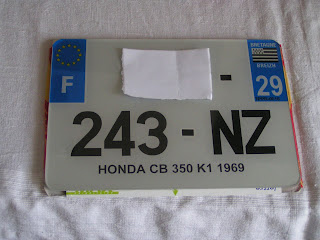 BRETAGNE
BREIZH
F
-
29
243-NZ
HONDA CB 350 K1 1969